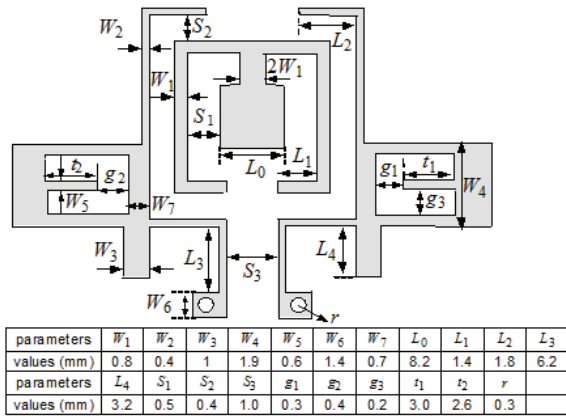 W2
S2
L2
W1
2W1
S1
t2
g2
L0
L1
g1
t1
W4
W5
W7
g3
W3
L3
S3
L4
W6
r
parameters W1 W2 W3 W4 W5 W6 W7 L0 L1 L2 L3
values (mm) 0.8 0.4 1 1.9 0.6 1.4 0.7 8.2 1.4 1.8 6.2
parameters L4 S1 S2 S3 g1 g2 g3 t1 t2 r
values (mm) 3.2 0.5 0.4 1.0 0.3 0.4 0.2 3.0 2.6 0.3